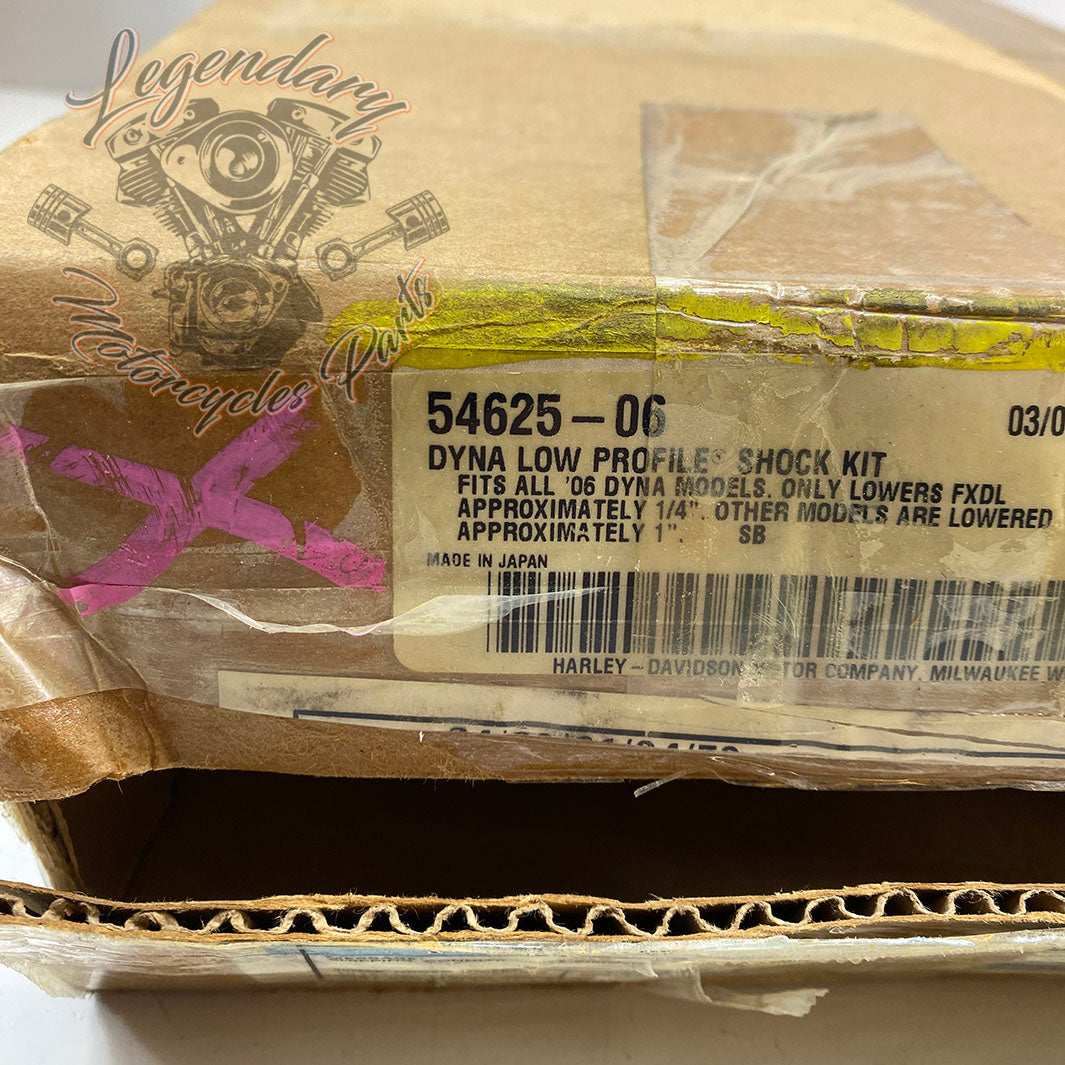 Legendary
Motorcycles Parts
54625-06 03/0
DYNA LOW PROFILE® SHOCK KIT
FITS ALL '06 DYNA MODELS. ONLY LOWERS FXDL
APPROXIMATELY 1/4". OTHER MODELS ARE LOWERED
APPROXIMATELY 1". SB
MADE IN JAPAN
HARLEY-DAVIDSON COMPANY. MILWAUKEE W